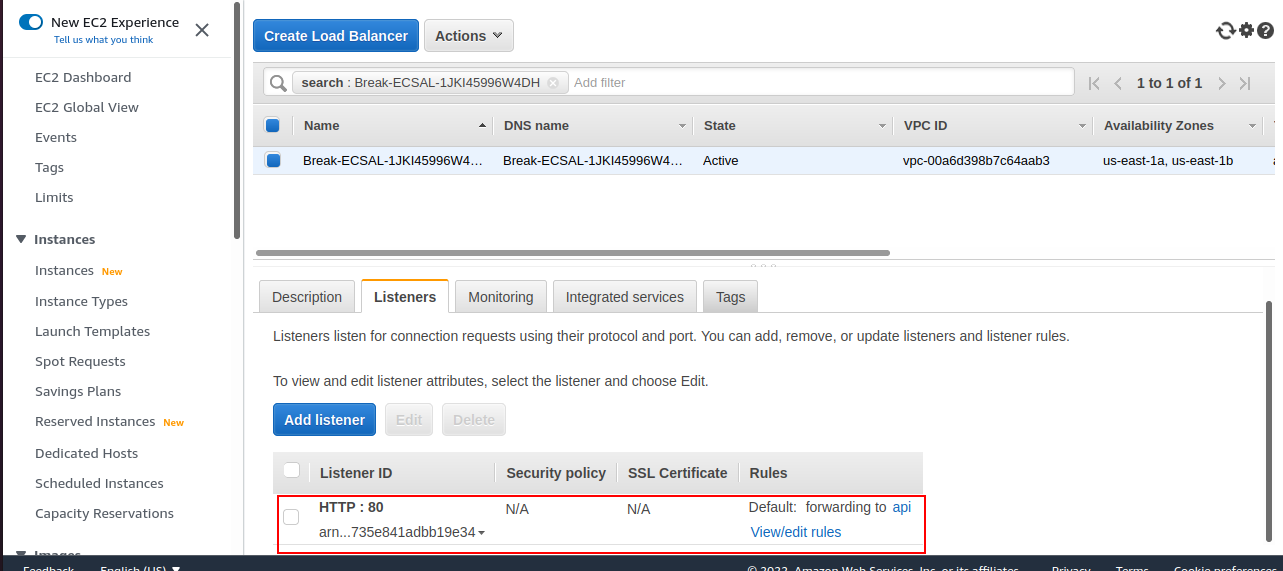 New EC2 Experience
Tell us what you think
EC2 Dashboard
EC2 Global View
Events
Tags
Limits
Instances
Instances New
Instance Types
Launch Templates
Spot Requests
Savings Plans
Reserved Instances New
Dedicated Hosts
Scheduled Instances
Capacity Reservations
Images
Create Load Balancer Actions
search : Break-ECSAL-1JKI45996W4DH Add filter 1 to 1 of 1
Name DNS name State VPC ID Availability Zones
Break-ECSAL-1JKI45996W4... Break-ECSAL-1JKI45996W4... Active vpc-00a6d398b7c64aab3 us-east-1a, us-east-1b
Description Listeners Monitoring Integrated services Tags
Listeners listen for connection requests using their protocol and port. You can add, remove, or update listeners and listener rules.
To view and edit listener attributes, select the listener and choose Edit.
Add listener Edit Delete
Listener ID Security policy SSL Certificate Rules
HTTP : 80 N/A N/A Default: forwarding to api
arn...735e841adbb19e34 View/edit rules
Feedback English (US) © 2022, Amazon Web Services, Inc. or its affiliates. Privacy Terms Cookie preferences